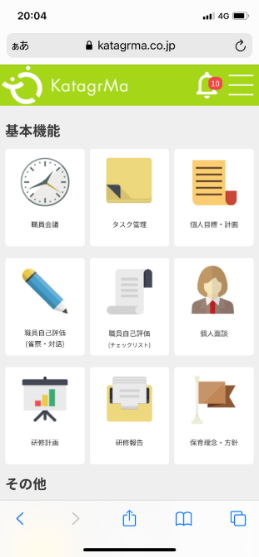 20:04
4G
ぁあ
katagrma.co.jp
KatagrMa
10
基本機能
職員会議
タスク管理
個人目標・計画
職員自己評価
(省察・対話)
職員自己評価
(チェックリスト)
個人面談
研修計画
研修報告
保育理念・方針
その他